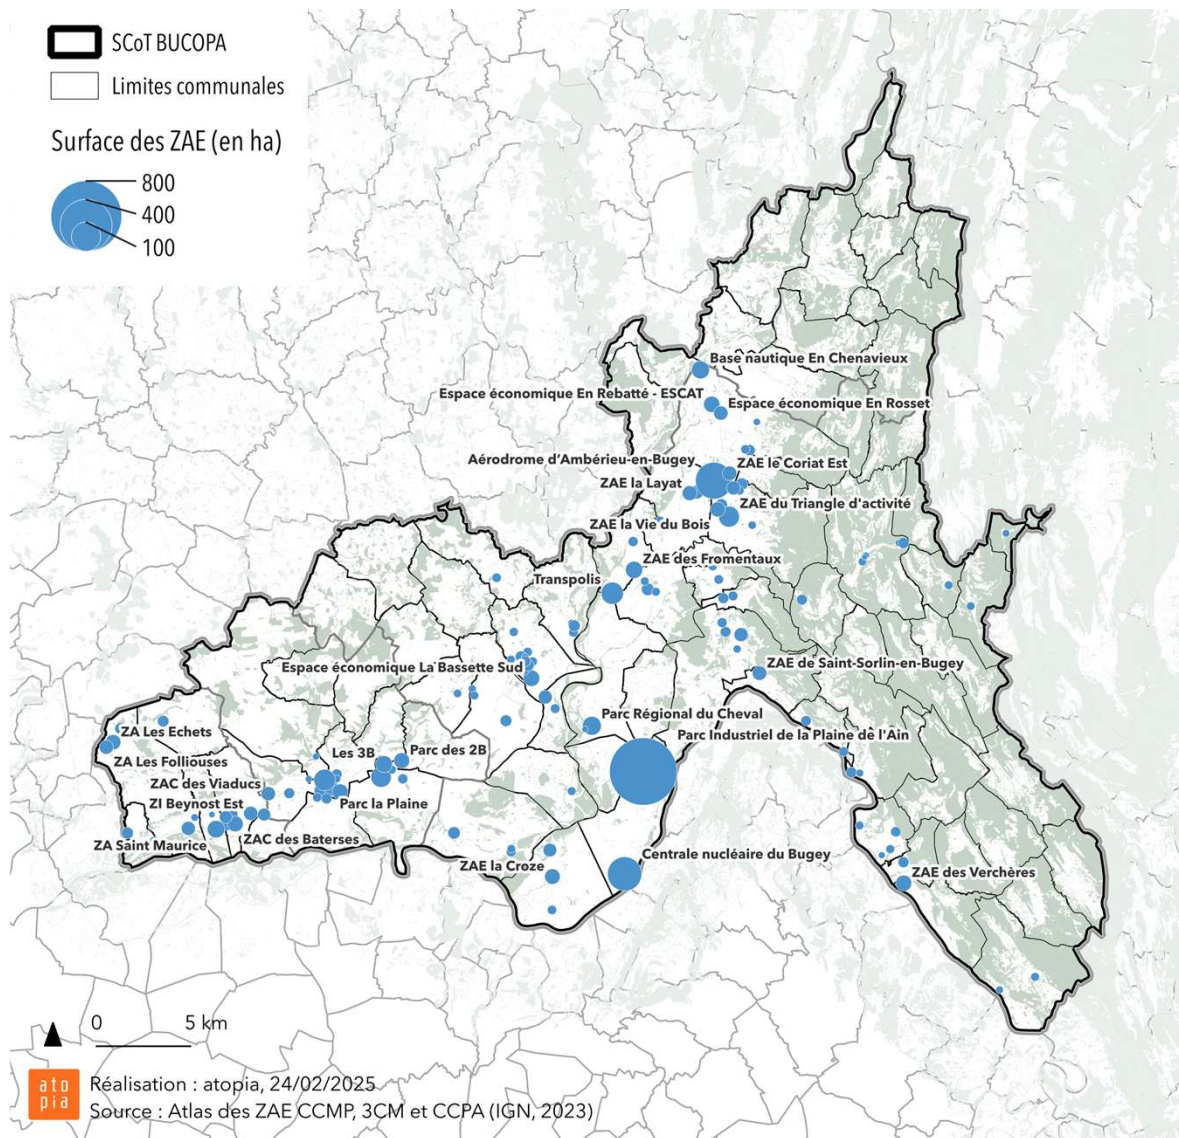 SCoT BUCOPA
Limites communales
Surface des ZAE (en ha)
800
400
100
Base nautique En Chenavieux
Espace économique En Rebatté - ESCAT
Espace économique En Rosset
Aérodrome d'Ambérieu-en-Bugey
ZAE le Coriat Est
ZAE la Layat
ZAE du Triangle d'activité
ZAE la Vie du Bois
ZAE des Fromentaux
Transpolis
Espace économique La Bassette Sud
ZAE de Saint-Sorlin-en-Bugey
Parc Régional du Cheval
ZA Les Echets
Parc Industriel de la Plaine de l'Ain
Les 3B
Parc des 2B
ZA Les Folliouses
ZAC des Viaducs
ZI Beynost Est
Parc la Plaine
ZAC des Baterses
ZA Saint Maurice
Centrale nucléaire du Bugey
ZAE la Croze
ZAE des Verchères
0
5 km
ato
pia
Réalisation : atopia, 24/02/2025
Source : Atlas des ZAE CCMP, 3CM et CCPA (IGN, 2023)